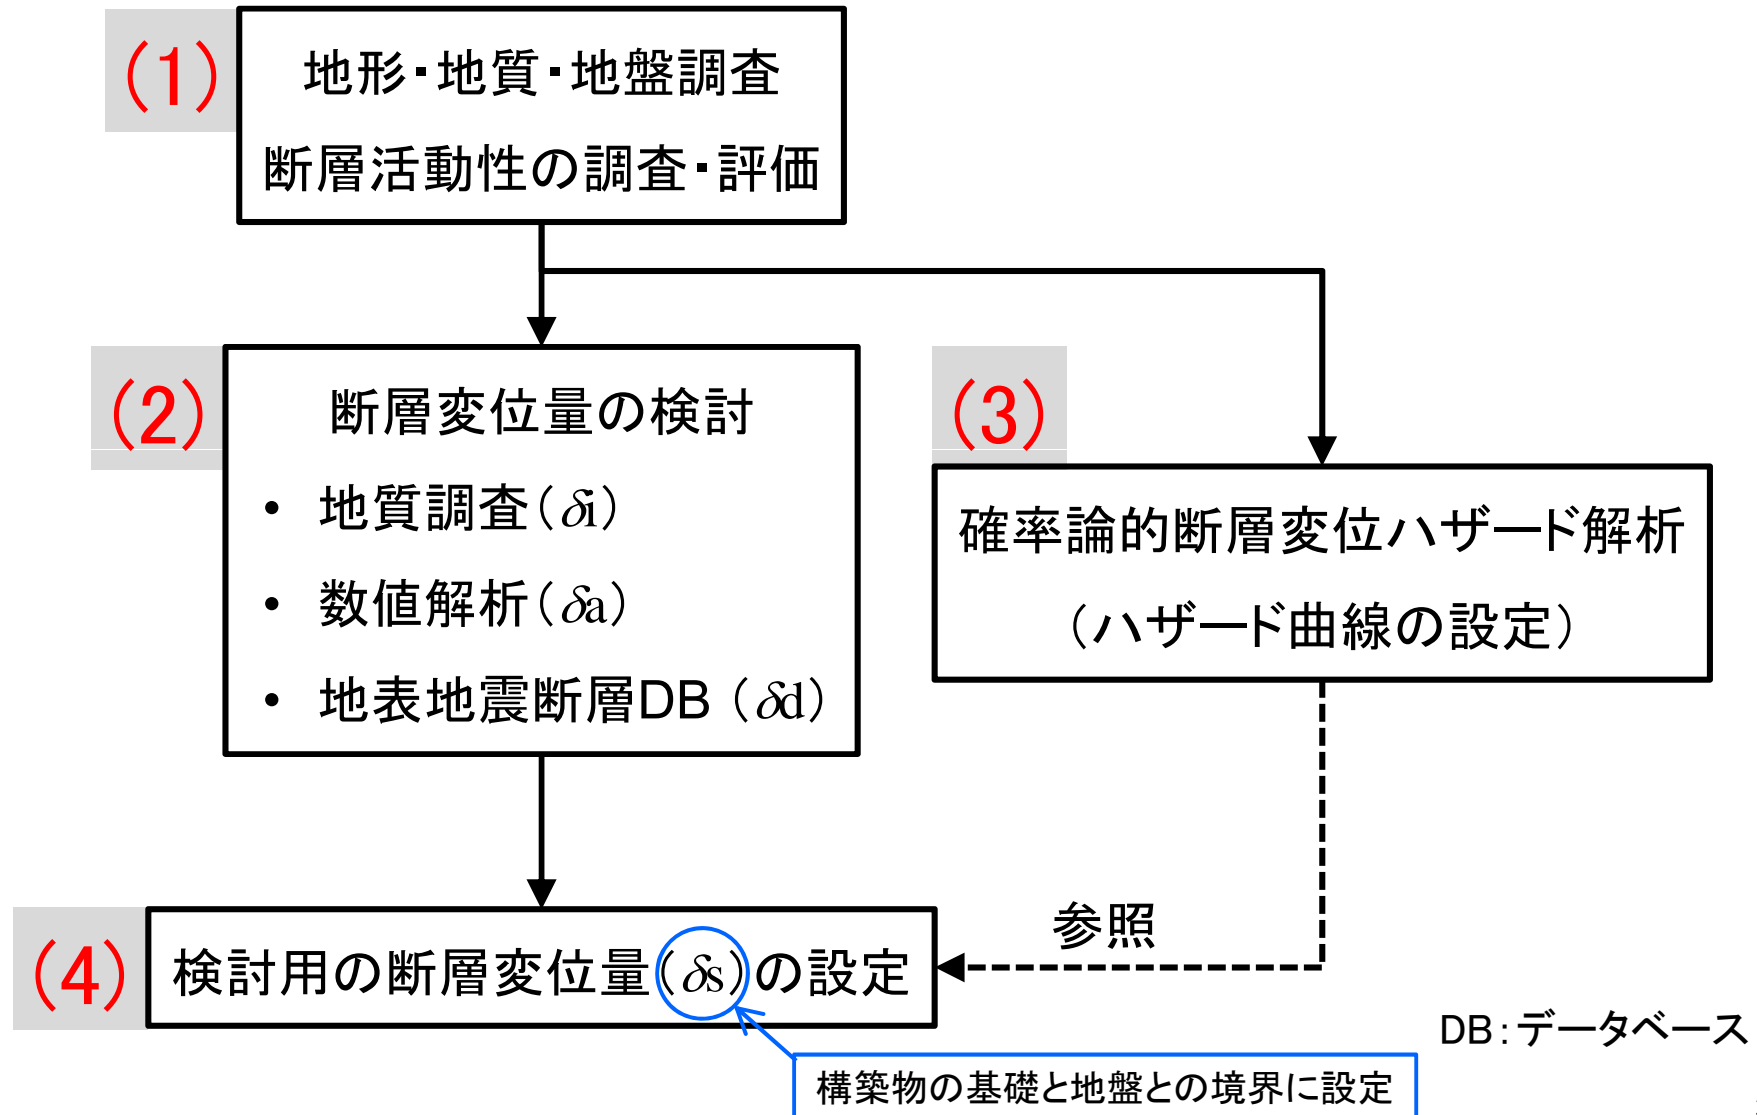 (1)
地形・地質・地盤調査
断層活動性の調査・評価
(2)
断層変位量の検討
• 地質調査(δi)
• 数値解析(δa)
• 地表地震断層DB (δd)
(3)
確率論的断層変位ハザード解析
(ハザード曲線の設定)
参照
(4)
検討用の断層変位量(δs)の設定
DB:データベース
構築物の基礎と地盤との境界に設定